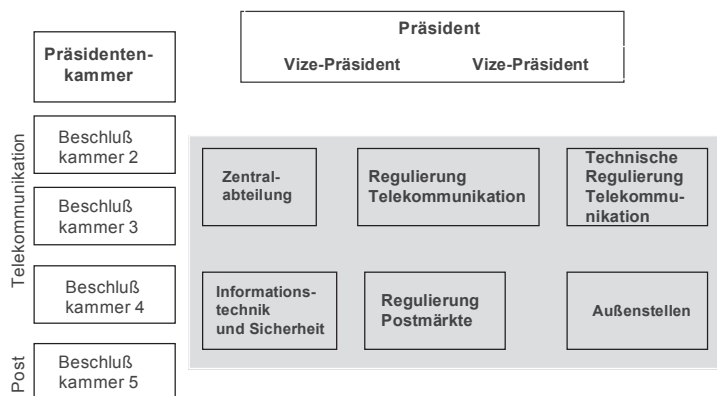 Präsident
Vize-Präsident Vize-Präsident
Präsidenten-
kammer
Telekommunikation
Beschluß
kammer 2
Beschluß
kammer 3
Beschluß
kammer 4
Post
Beschluß
kammer 5
Zentral-
abteilung
Regulierung
Telekommunikation
Technische
Regulierung
Telekommu-
nikation
Informations-
technik
und Sicherheit
Regulierung
Postmärkte
Außenstellen